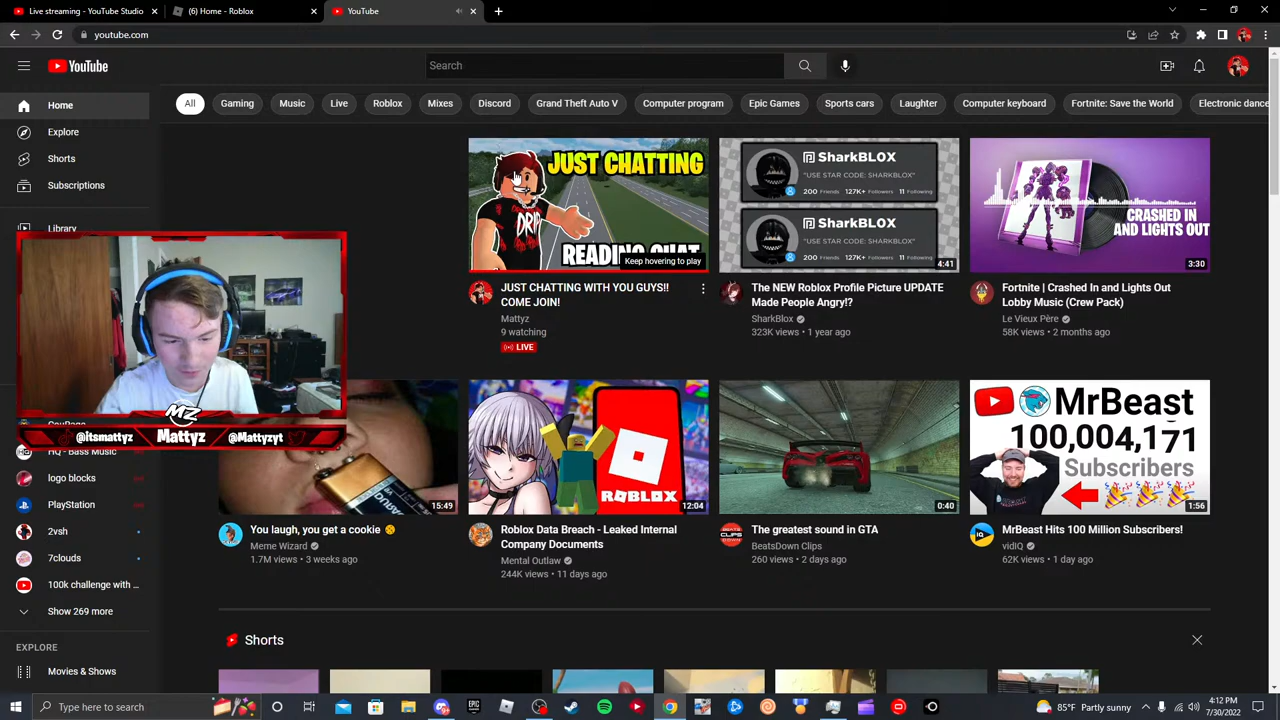 Live streaming - YouTube Studio
(6) Home - Roblox
YouTube
youtube.com
YouTube
Search
Home
Explore
Shorts
Subscriptions
Library
All
Gaming
Music
Live
Roblox
Mixes
Discord
Grand Theft Auto V
Computer program
Epic Games
Sports cars
Laughter
Computer keyboard
Fortnite: Save the World
Electronic dance
JUST CHATTING
DRIP
READING CHAT
Keep hovering to play
JUST CHATTING WITH YOU GUYS!!
COME JOIN!
Mattyz
9 watching
LIVE
SharkBLOX
"USE STAR CODE: SHARKBLOX"
200 Friends 127K+ Followers 11 Following
SharkBLOX
"USE STAR CODE: SHARKBLOX"
200 Friends 127K+ Followers 11 Following
4:41
The NEW Roblox Profile Picture UPDATE
Made People Angry!?
SharkBlox
323K views • 1 year ago
CRASHED IN
AND LIGHTS OUT
3:30
Fortnite | Crashed In and Lights Out
Lobby Music (Crew Pack)
Le Vieux Père
58K views • 2 months ago
MZ
@Itsmattyz
Mattyz
@Mattyzyt
HQ - Bass Music
logo blocks
PlayStation
2vsh
7clouds
100k challenge with ...
Show 269 more
EXPLORE
Movies & Shows
15:49
You laugh, you get a cookie
Meme Wizard
1.7M views • 3 weeks ago
ROBLOX
12:04
Roblox Data Breach - Leaked Internal
Company Documents
Mental Outlaw
244K views • 11 days ago
0:40
BEATS DOWN CLIPS
The greatest sound in GTA
BeatsDown Clips
260 views • 2 days ago
MrBeast
100,004,171
Subscribers
1:56
IQ
MrBeast Hits 100 Million Subscribers!
vidIQ
62K views • 1 day ago
Shorts
Type here to search
EPIC GAMES
85°F Partly sunny
4:12 PM
7/30/2022